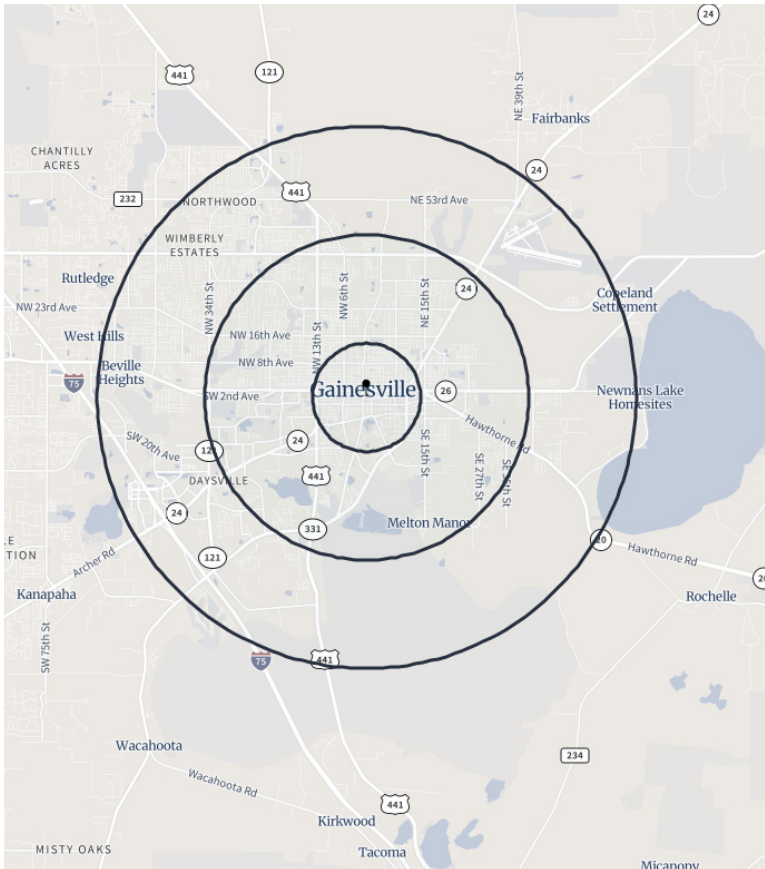 24
441
121
NE 39th St
Fairbanks
CHANTILLY
ACRES
24
232
441
NORTHWOOD
NE 53rd Ave
WIMBERLY
ESTATES
Rutledge
24
Copeland
Settlement
NW 34th St
NW 6th St
NE 15th St
NW 23rd Ave
West Hills
NW 16th Ave
NW 13th St
NW 8th Ave
Beville
Heights
75
Gainesville
26
Newnans Lake
Homesites
SW 2nd Ave
Hawthorne Rd
SW 20th Ave
24
121
SE 15th St
SE 27th St
441
DAYSVILLE
24
331
Melton Manor
20
121
Archer Rd
TION
Hawthorne Rd
Kanapaha
Rochelle
SW 75th St
75
441
Wacahoota
234
Wacahoota Rd
441
Kirkwood
MISTY OAKS
Tacoma
Micanopy